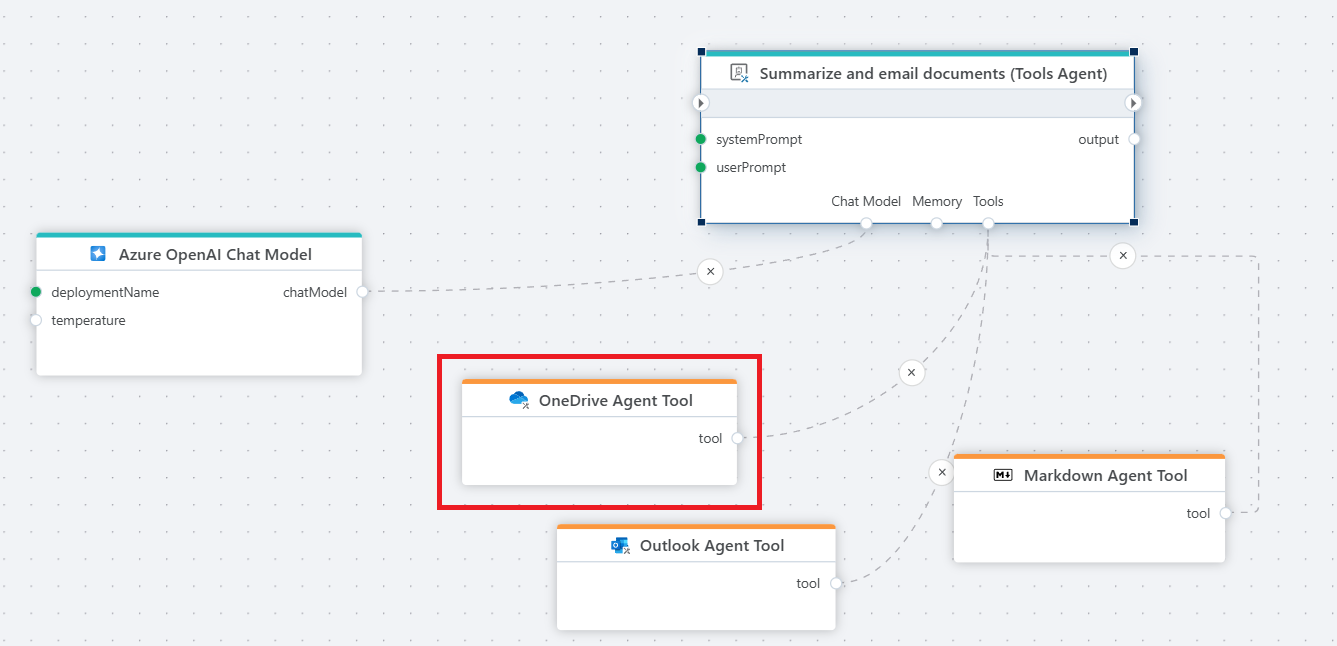 Summarize and email documents (Tools Agent)
systemPrompt
output
userPrompt
Chat Model Memory Tools
Azure OpenAI Chat Model
deploymentName
chatModel
temperature
OneDrive Agent Tool
tool
Markdown Agent Tool
tool
Outlook Agent Tool
tool